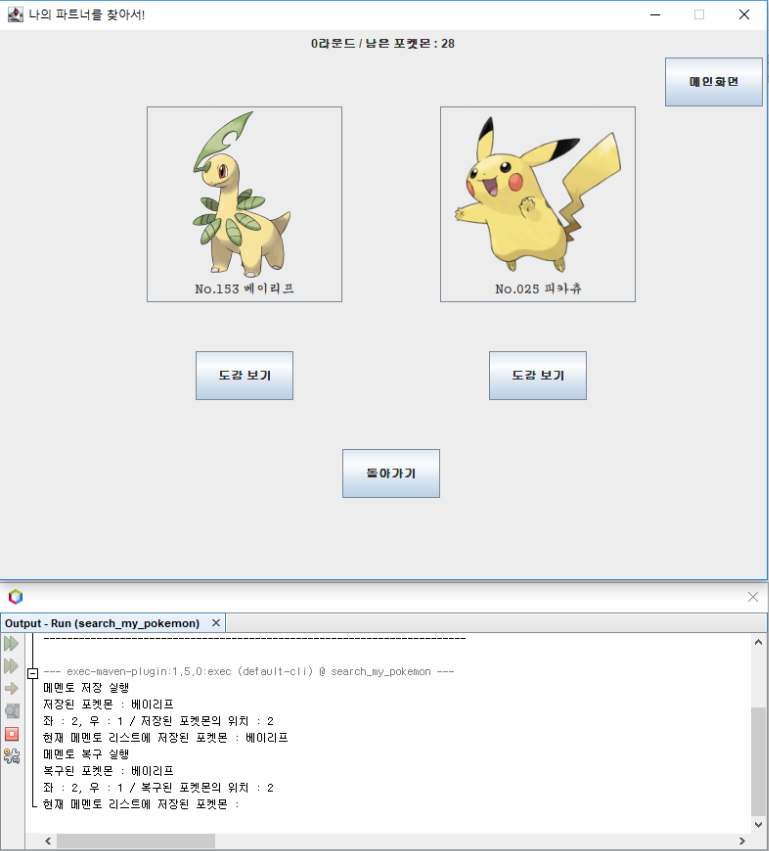 나의 파트너를 찾아서!
0라운드 / 남은 포켓몬 : 28
메인화면
No.153 베이리프
No.025 피카츄
도감 보기
도감 보기
돌아가기
Output - Run (search_my_pokemon)
------------------------------------------------------------------------
--- exec-maven-plugin:1.5.0:exec (default-cli) @ search_my_pokemon ---
메멘토 저장 실행
저장된 포켓몬 : 베이리프
좌 : 2, 우 : 1 / 저장된 포켓몬의 위치 : 2
현재 메멘토 리스트에 저장된 포켓몬 : 베이리프
메멘토 복구 실행
복구된 포켓몬 : 베이리프
좌 : 2, 우 : 1 / 복구된 포켓몬의 위치 : 2
현재 메멘토 리스트에 저장된 포켓몬 :